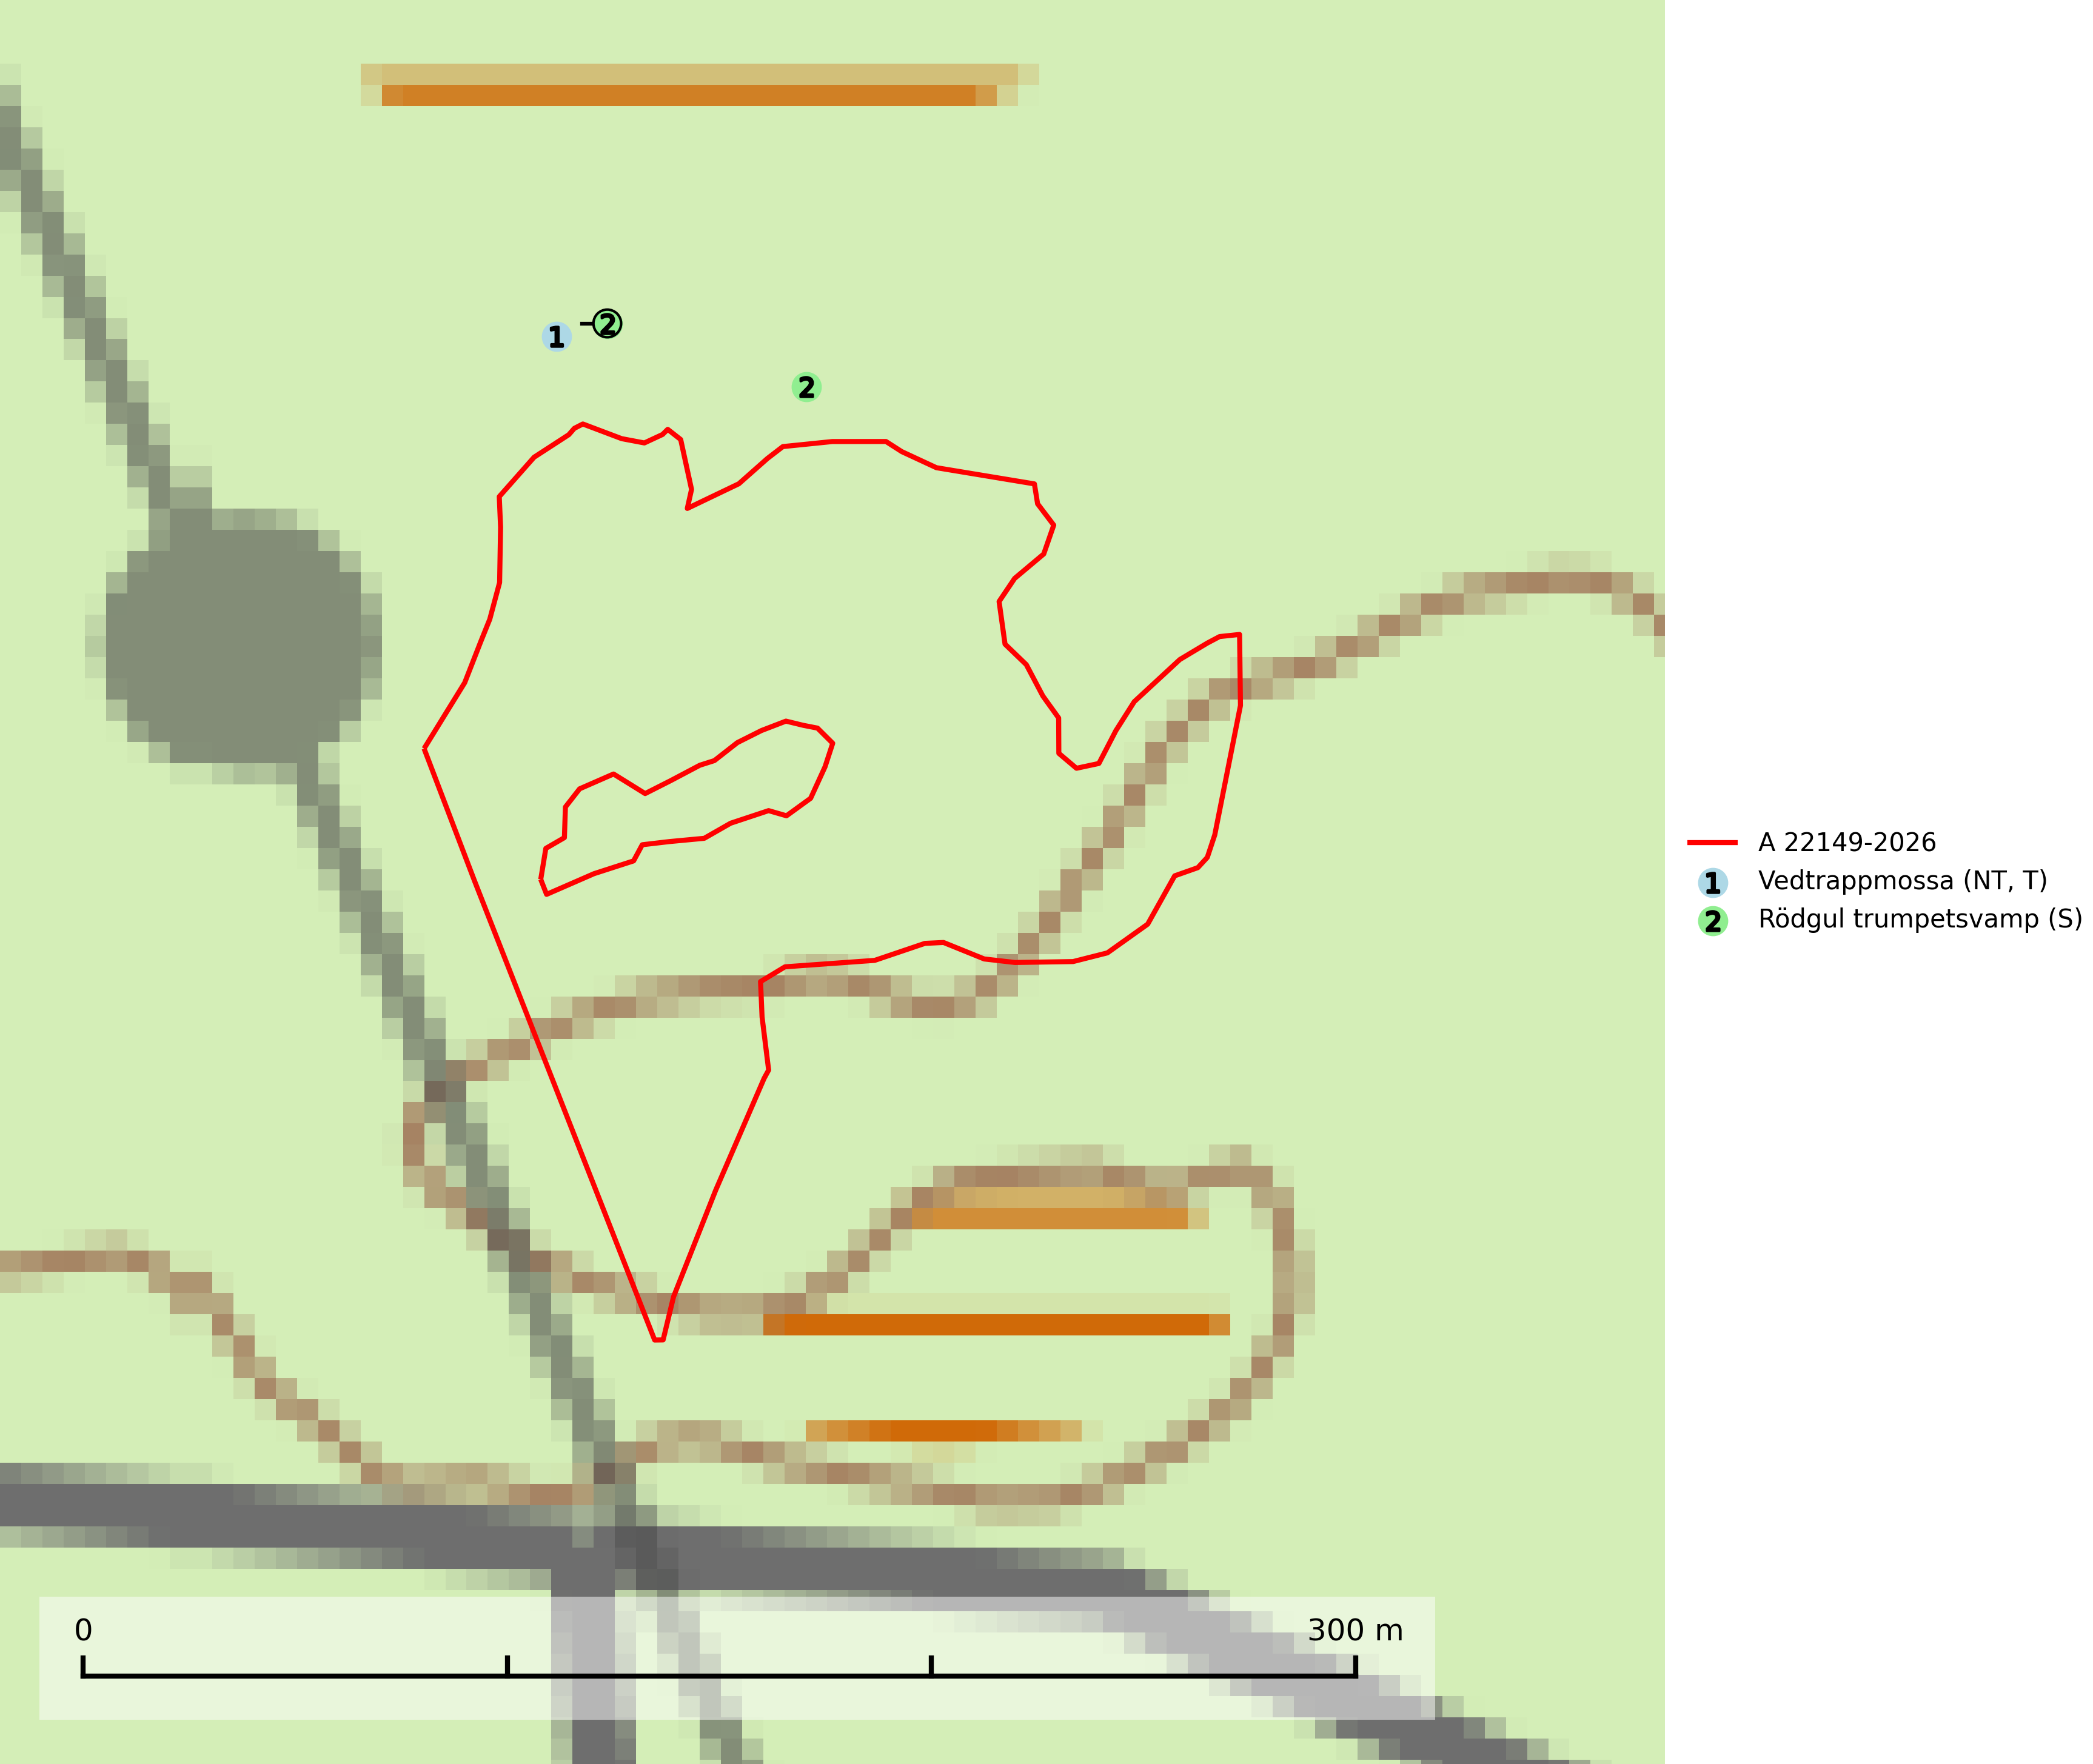 1 2
2
A 22149-2026
1 Vedtrappmossa (NT, T)
2 Rödgul trumpetsvamp (S)
0 300 m